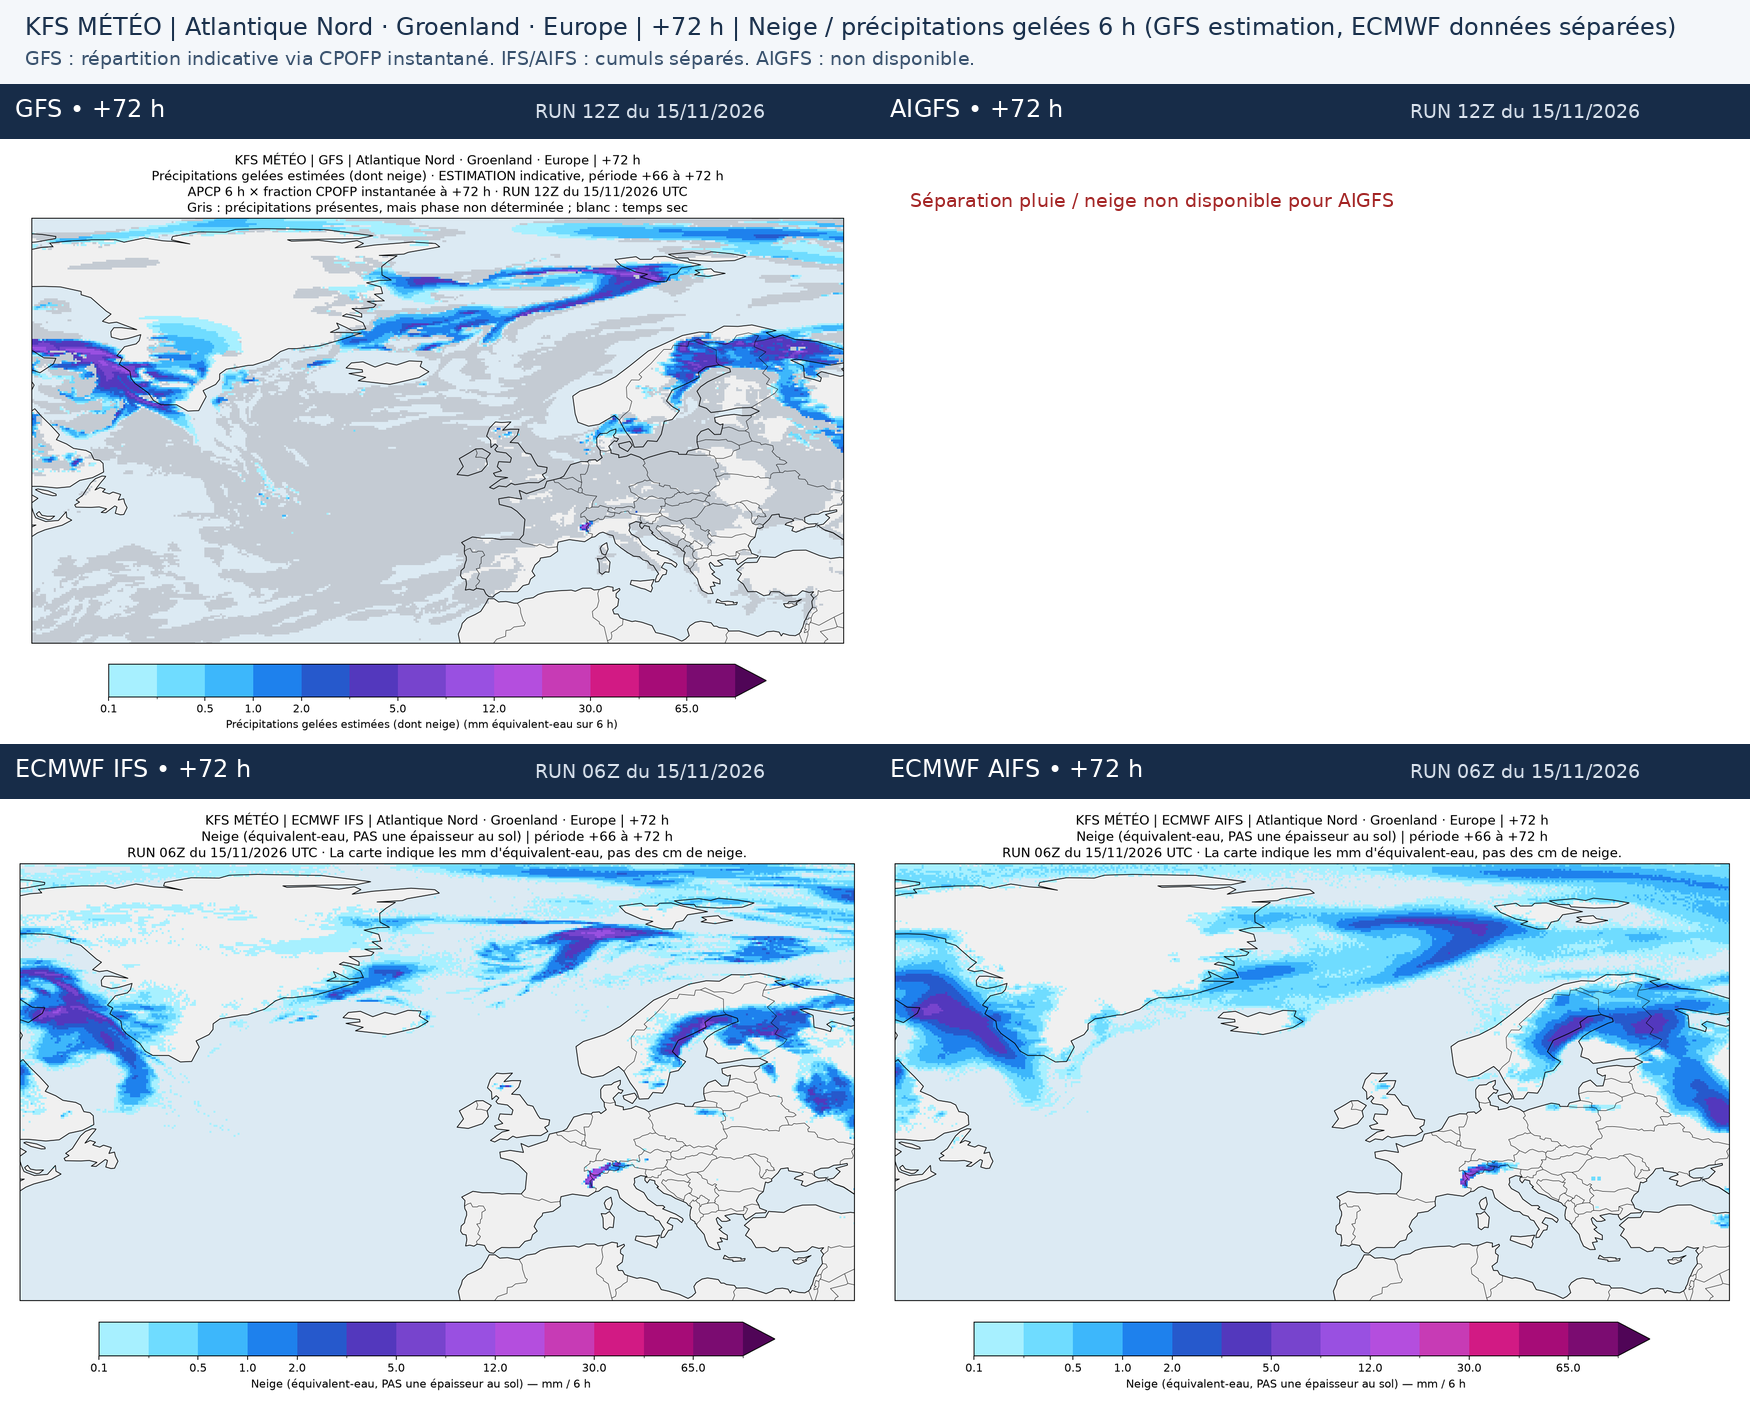 KFS MÉTÉO | Atlantique Nord · Groenland · Europe | +72 h | Neige / précipitations gelées 6 h (GFS estimation, ECMWF données séparées)
GFS : répartition indicative via CPOFP instantané. IFS/AIFS : cumuls séparés. AIGFS : non disponible.
GFS • +72 h
RUN 12Z du 15/11/2026
AIGFS • +72 h
RUN 12Z du 15/11/2026
KFS MÉTÉO | GFS | Atlantique Nord · Groenland · Europe | +72 h
Précipitations gelées estimées (dont neige) · ESTIMATION indicative, période +66 à +72 h
APCP 6 h × fraction CPOFP instantanée à +72 h · RUN 12Z du 15/11/2026 UTC
Gris : précipitations présentes, mais phase non déterminée ; blanc : temps sec
Séparation pluie / neige non disponible pour AIGFS
0.1 0.5 1.0 2.0 5.0 12.0 30.0 65.0
Précipitations gelées estimées (dont neige) (mm équivalent-eau sur 6 h)
ECMWF IFS • +72 h
RUN 06Z du 15/11/2026
ECMWF AIFS • +72 h
RUN 06Z du 15/11/2026
KFS MÉTÉO | ECMWF IFS | Atlantique Nord · Groenland · Europe | +72 h
Neige (équivalent-eau, PAS une épaisseur au sol) | période +66 à +72 h
RUN 06Z du 15/11/2026 UTC · La carte indique les mm d'équivalent-eau, pas des cm de neige.
KFS MÉTÉO | ECMWF AIFS | Atlantique Nord · Groenland · Europe | +72 h
Neige (équivalent-eau, PAS une épaisseur au sol) | période +66 à +72 h
RUN 06Z du 15/11/2026 UTC · La carte indique les mm d'équivalent-eau, pas des cm de neige.
0.1 0.5 1.0 2.0 5.0 12.0 30.0 65.0
Neige (équivalent-eau, PAS une épaisseur au sol) — mm / 6 h
0.1 0.5 1.0 2.0 5.0 12.0 30.0 65.0
Neige (équivalent-eau, PAS une épaisseur au sol) — mm / 6 h